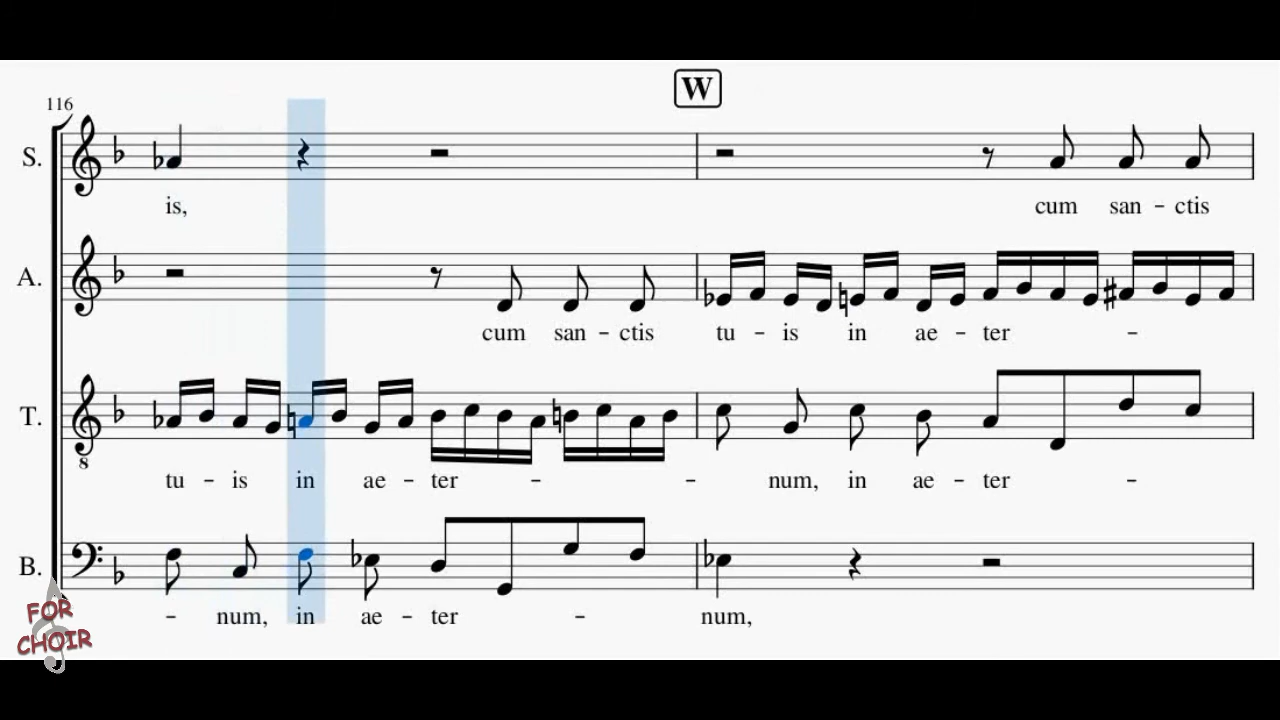 W
116
S.
is, cum san - ctis
A.
cum san - ctis tu - is in ae - ter -
T.
8
tu - is in ae - ter - - num, in ae - ter -
B.
- num, in ae - ter - num,
FOR
CHOIR